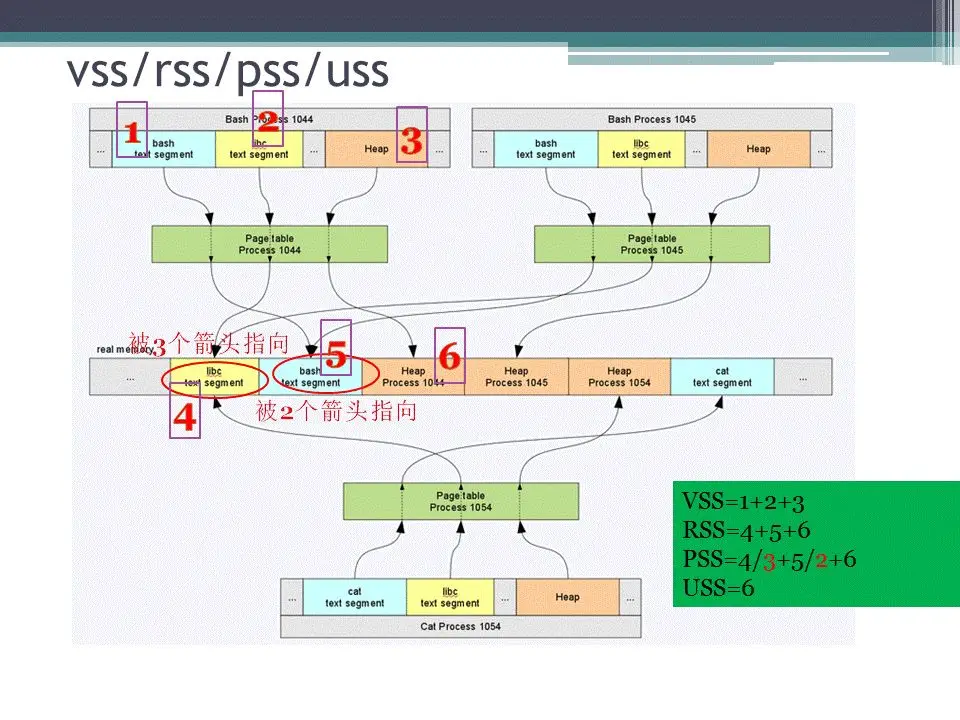 vss/rss/pss/uss
Bash Process 1044
Bash Process 1045
1
2
3
...
bash
text segment
libc
text segment
...
Heap
...
...
bash
text segment
libc
text segment
...
Heap
...
Page table
Process 1044
Page table
Process 1045
被3个箭头指向
real memory
5
6
...
libc
text segment
bash
text segment
Heap
Process 1044
Heap
Process 1045
Heap
Process 1054
cat
text segment
...
4
被2个箭头指向
Page table
Process 1054
VSS=1+2+3
RSS=4+5+6
PSS=4/3+5/2+6
USS=6
...
cat
text segment
libc
text segment
...
Heap
...
Cat Process 1054